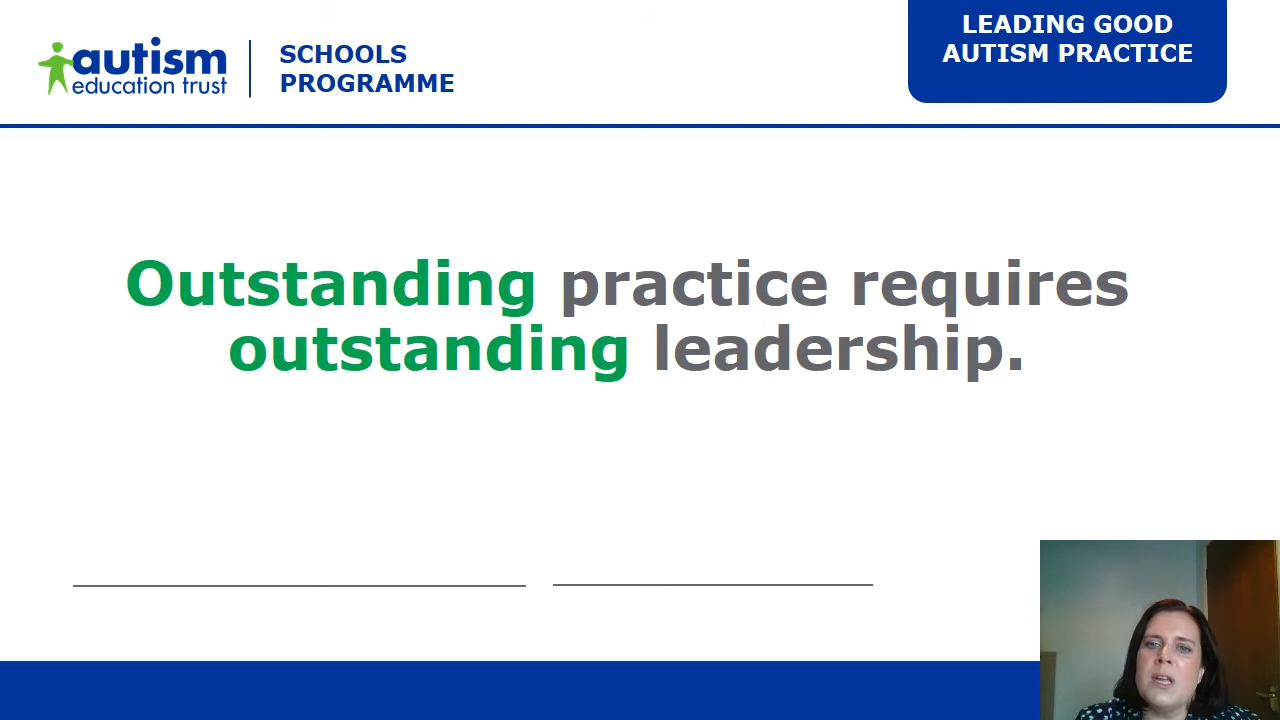 autism
education trust
SCHOOLS
PROGRAMME
LEADING GOOD
AUTISM PRACTICE
Outstanding practice requires
outstanding leadership.